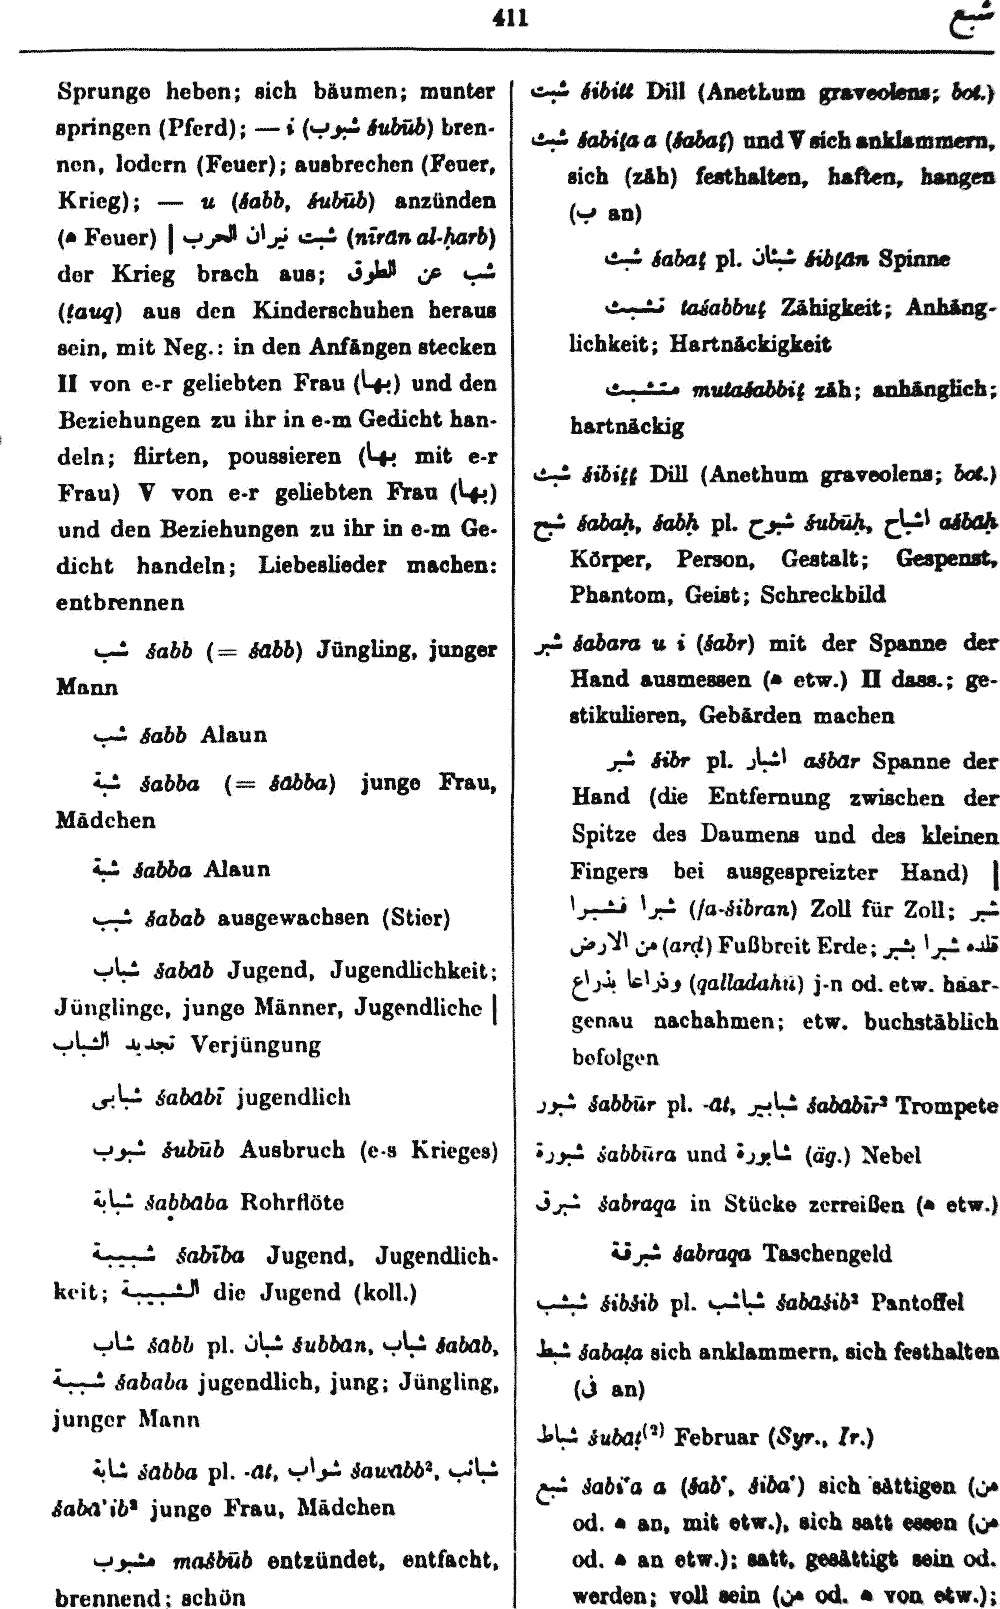 411
شبع
Sprunge heben; sich bäumen; munter
springen (Pferd); — i (شبوب šubūb) bren-
nen, lodern (Feuer); ausbrechen (Feuer,
Krieg); — u (šabb, šubūb) anzünden
(ه Feuer) | شبت نيران الحرب (nīrān al-ḥarb)
der Krieg brach aus; شب عن الطوق
(ṭauq) aus den Kinderschuhen heraus
sein, mit Neg.: in den Anfängen stecken
II von e-r geliebten Frau (بها) und den
Beziehungen zu ihr in e-m Gedicht han-
deln; flirten, poussieren (بها mit e-r
Frau) V von e-r geliebten Frau (بها)
und den Beziehungen zu ihr in e-m Ge-
dicht handeln; Liebeslieder machen:
entbrennen
شب šabb (= šābb) Jüngling, junger
Mann
شب šabb Alaun
شبة šabba (= šābba) junge Frau,
Mädchen
شبة šabba Alaun
شبب šabab ausgewachsen (Stier)
شباب šabāb Jugend, Jugendlichkeit;
Jünglinge, junge Männer, Jugendliche |
تجديد الشباب Verjüngung
شبابى šabābī jugendlich
شبوب šubūb Ausbruch (e-s Krieges)
شبابة šabbāba Rohrflöte
شبيبة šabība Jugend, Jugendlich-
keit; الشبيبة die Jugend (koll.)
شاب šābb pl. شبان šubbān, شباب šabāb,
شببة šababa jugendlich, jung; Jüngling,
junger Mann
شابة šābba pl. -āt, شواب šawābb², شبائب
šabā'ib² junge Frau, Mädchen
مشبوب mašbūb entzündet, entfacht,
brennend; schön
شبت šibitt Dill (Anethum graveolens; bot.)
شبث šabiṯa a (šabaṯ) und V sich anklammern,
sich (zäh) festhalten, haften, hangen
(ب an)
شبث šabaṯ pl. شبثان šibṯān Spinne
تشبث tašabbuṯ Zähigkeit; Anhäng-
lichkeit; Hartnäckigkeit
متشبث mutašabbiṯ zäh; anhänglich;
hartnäckig
شبث šibiṯṯ Dill (Anethum graveolens; bot.)
شبح šabaḥ, šabḥ pl. شبوح šubūḥ, اشباح ašbāḥ
Körper, Person, Gestalt; Gespenst,
Phantom, Geist; Schreckbild
شبر šabara u i (šabr) mit der Spanne der
Hand ausmessen (ه etw.) II dass.; ge-
stikulieren, Gebärden machen
شبر šibr pl. اشبار ašbār Spanne der
Hand (die Entfernung zwischen der
Spitze des Daumens und des kleinen
Fingers bei ausgespreizter Hand) |
شبرا فشبرا (fa-šibran) Zoll für Zoll; شبر
من الارض (arḍ) Fußbreit Erde; قلده شبرا بشبر
وذراعا بذراع (qalladahū) j-n od. etw. haar-
genau nachahmen; etw. buchstäblich
befolgen
شبور šabbūr pl. -āt, شبابير šabābīr² Trompete
شبورة šabbūra und شابورة (äg.) Nebel
شبرق šabraqa in Stücke zerreißen (ه etw.)
شبرقة šabraqa Taschengeld
شبشب šibšib pl. شباشب šabāšib² Pantoffel
شبط šabaṭa sich anklammern, sich festhalten
(فى an)
شباط šubāṭ⁽²⁾ Februar (Syr., Ir.)
شبع šabi'a a (šab', šiba') sich sättigen (من
od. ه an, mit etw.), sich satt essen (من
od. ه an etw.); satt, gesättigt sein od.
werden; voll sein (من od. ه von etw.);